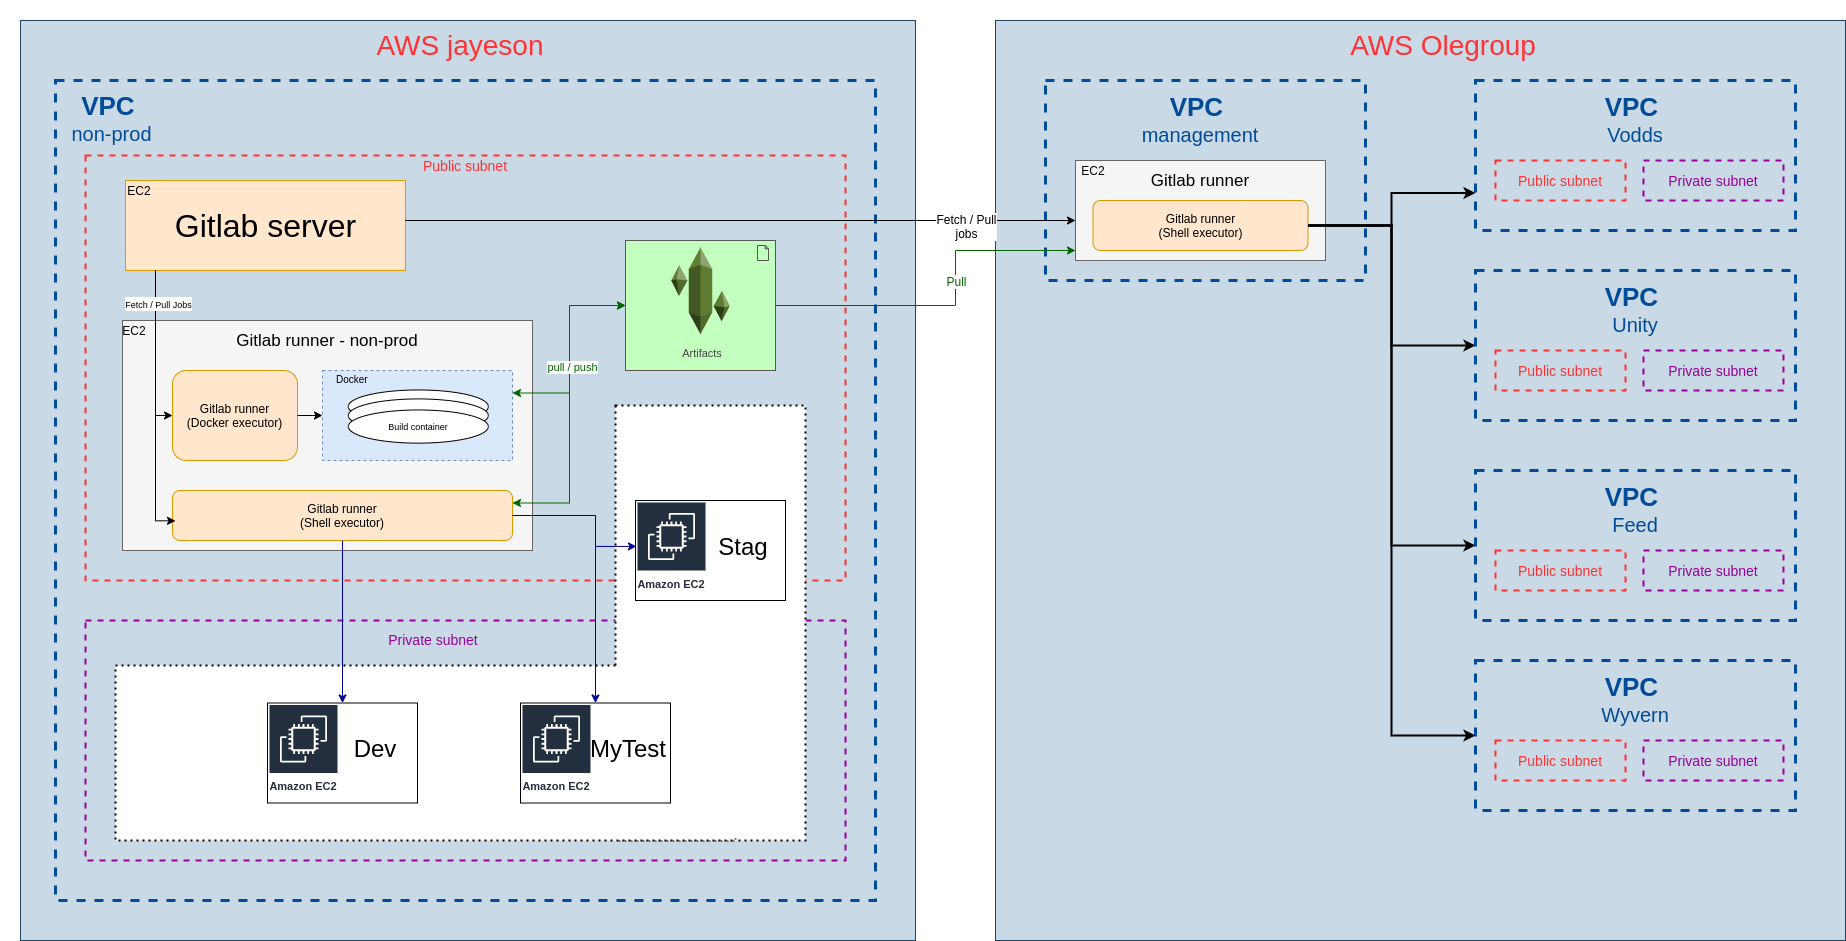 AWS jayeson
VPC
non-prod
Public subnet
EC2
Gitlab server
Fetch / Pull Jobs
EC2
Gitlab runner - non-prod
Gitlab runner
(Docker executor)
Docker
Build container
Gitlab runner
(Shell executor)
pull / push
Artifacts
Stag
Amazon EC2
Private subnet
Dev
Amazon EC2
MyTest
Amazon EC2
Fetch / Pull
jobs
Pull
AWS Olegroup
VPC
management
EC2
Gitlab runner
Gitlab runner
(Shell executor)
VPC
Vodds
Public subnet
Private subnet
VPC
Unity
Public subnet
Private subnet
VPC
Feed
Public subnet
Private subnet
VPC
Wyvern
Public subnet
Private subnet